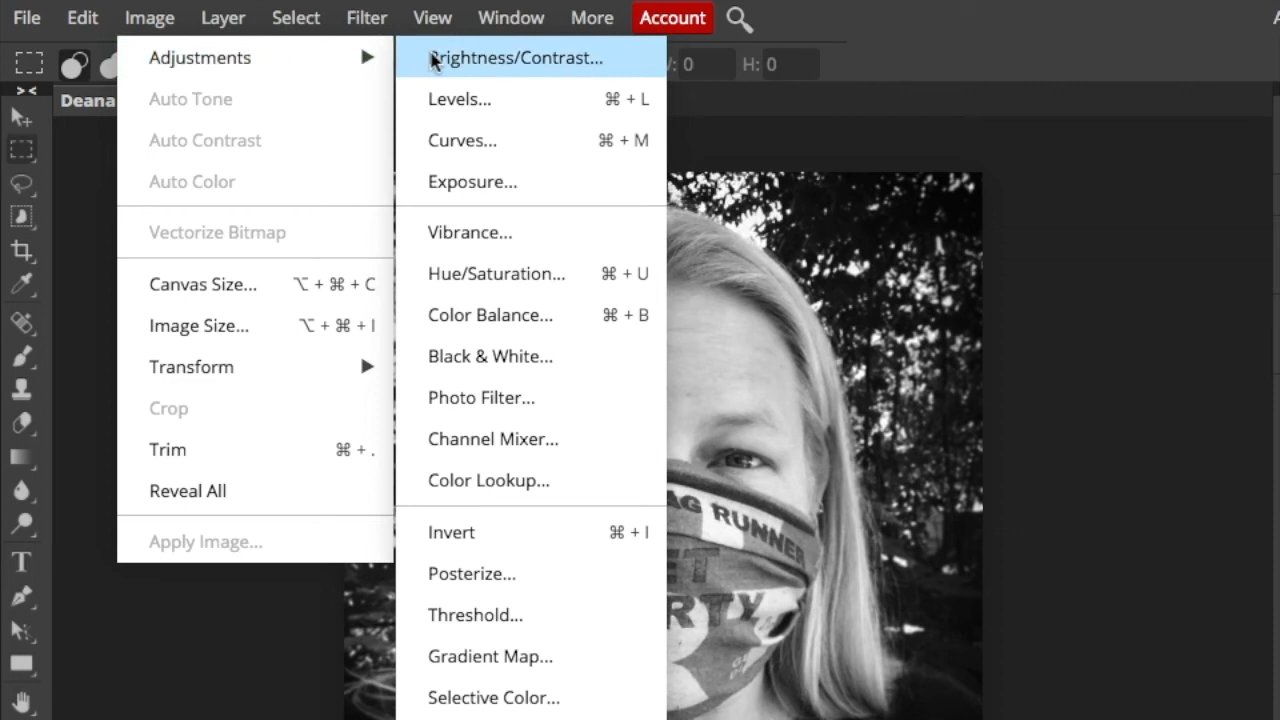 File Edit Image Layer Select Filter View Window More Account
W: 0 H: 0
Deana
Adjustments
Auto Tone
Auto Contrast
Auto Color
Vectorize Bitmap
Canvas Size... ⌥ + ⌘ + C
Image Size... ⌥ + ⌘ + I
Transform
Crop
Trim ⌘ + .
Reveal All
Apply Image...
Brightness/Contrast...
Levels... ⌘ + L
Curves... ⌘ + M
Exposure...
Vibrance...
Hue/Saturation... ⌘ + U
Color Balance... ⌘ + B
Black & White...
Photo Filter...
Channel Mixer...
Color Lookup...
Invert ⌘ + I
Posterize...
Threshold...
Gradient Map...
Selective Color...
RUNNER